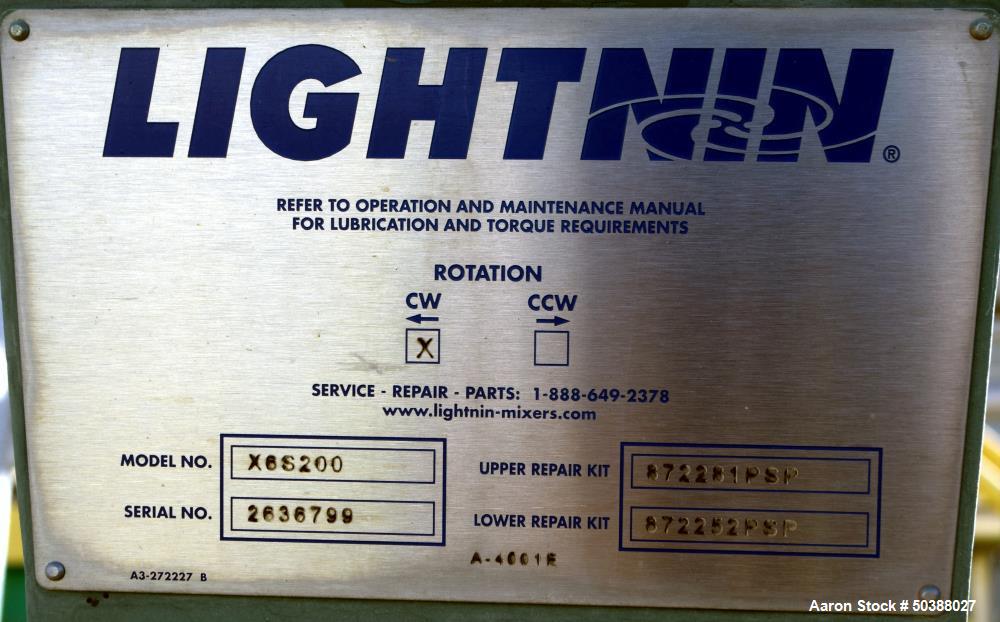 LIGHTNIN®
REFER TO OPERATION AND MAINTENANCE MANUAL
FOR LUBRICATION AND TORQUE REQUIREMENTS
ROTATION
CW CCW
X
SERVICE - REPAIR - PARTS: 1-888-649-2378
www.lightnin-mixers.com
MODEL NO. X6S200
UPPER REPAIR KIT 872281PSP
SERIAL NO. 2636799
LOWER REPAIR KIT 872252PSP
A-4001E
A3-272227 B
Aaron Stock # 50388027